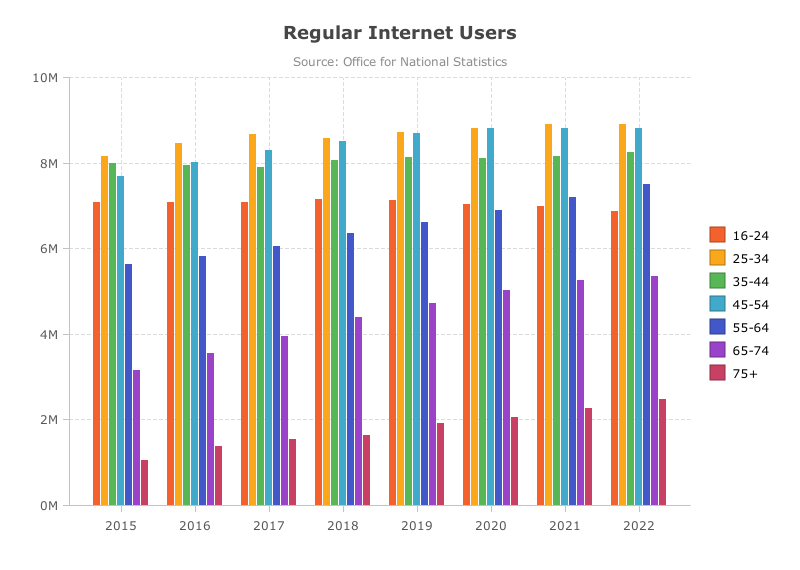 Regular Internet Users
Source: Office for National Statistics
10M
8M
6M
4M
2M
0M
2015 2016 2017 2018 2019 2020 2021 2022
16-24
25-34
35-44
45-54
55-64
65-74
75+